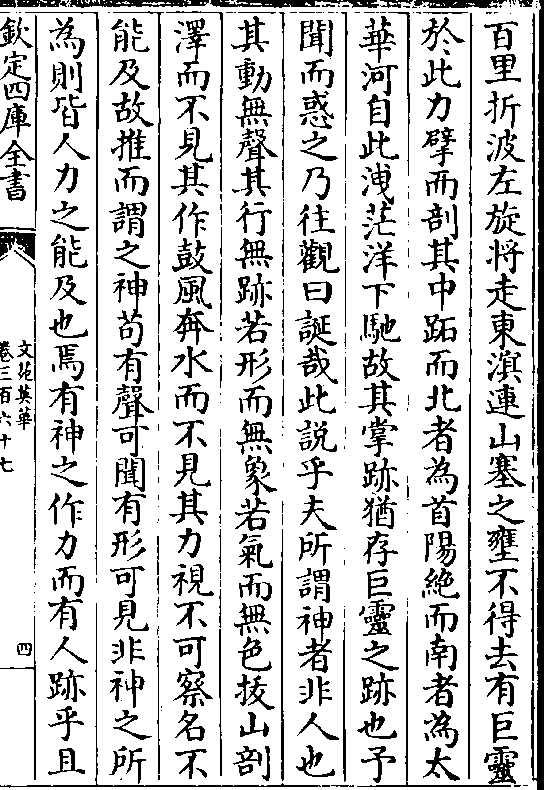 百里折波左旋将走東溟連山塞之壅不得去有巨靈
於此力擘而剖其中跖而北者為首陽絶而南者為太
華河自此洩茫洋下馳故其掌跡猶存巨靈之跡也予
聞而惑之乃往觀曰誕哉此説乎夫所謂神者非人也
其動無聲其行無跡若形而無象若氣而無色拔山剖
澤而不見其作鼓風奔水而不見其力視不可察名不
能及故推而謂之神茍有聲可聞有形可見非神之所
為則皆人力之能及也焉有神之作力而有人跡乎且
欽定四庫全書
文苑英華
卷三百六十七
四